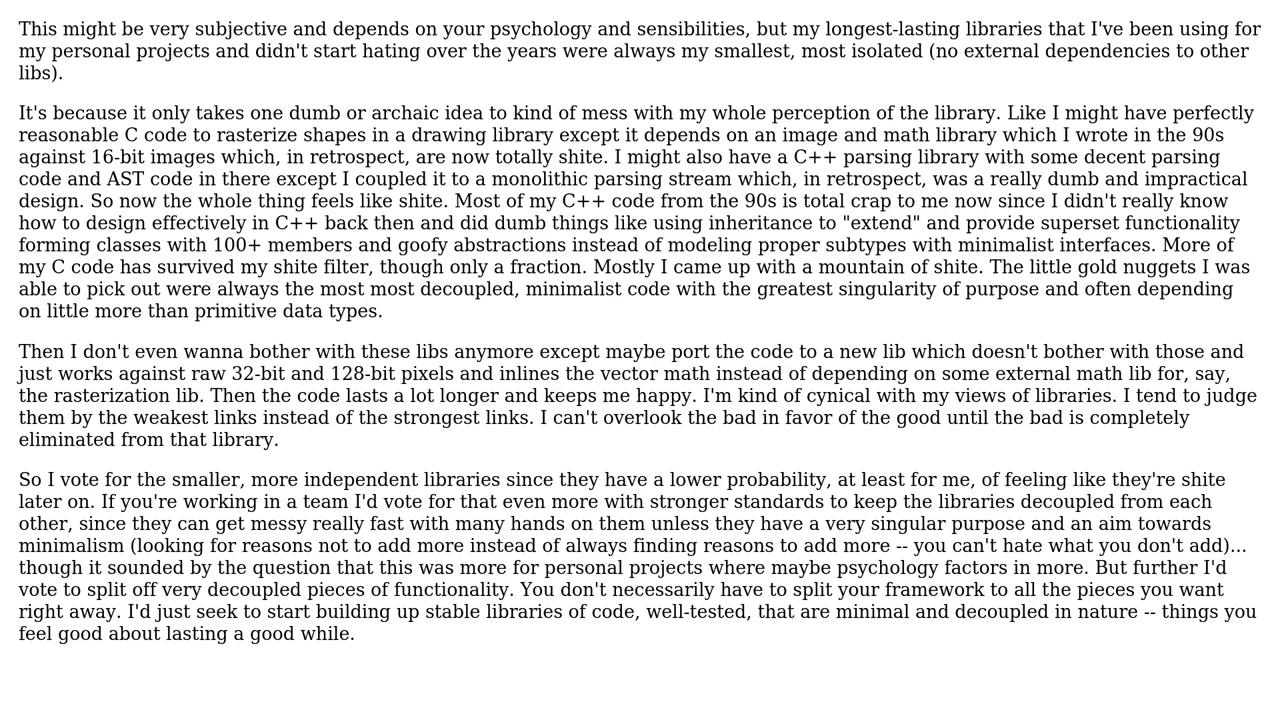 This might be very subjective and depends on your psychology and sensibilities, but my longest-lasting libraries that I've been using for
my personal projects and didn't start hating over the years were always my smallest, most isolated (no external dependencies to other
libs).
It's because it only takes one dumb or archaic idea to kind of mess with my whole perception of the library. Like I might have perfectly
reasonable C code to rasterize shapes in a drawing library except it depends on an image and math library which I wrote in the 90s
against 16-bit images which, in retrospect, are now totally shite. I might also have a C++ parsing library with some decent parsing
code and AST code in there except I coupled it to a monolithic parsing stream which, in retrospect, was a really dumb and impractical
design. So now the whole thing feels like shite. Most of my C++ code from the 90s is total crap to me now since I didn't really know
how to design effectively in C++ back then and did dumb things like using inheritance to "extend" and provide superset functionality
forming classes with 100+ members and goofy abstractions instead of modeling proper subtypes with minimalist interfaces. More of
my C code has survived my shite filter, though only a fraction. Mostly I came up with a mountain of shite. The little gold nuggets I was
able to pick out were always the most most decoupled, minimalist code with the greatest singularity of purpose and often depending
on little more than primitive data types.
Then I don't even wanna bother with these libs anymore except maybe port the code to a new lib which doesn't bother with those and
just works against raw 32-bit and 128-bit pixels and inlines the vector math instead of depending on some external math lib for, say,
the rasterization lib. Then the code lasts a lot longer and keeps me happy. I'm kind of cynical with my views of libraries. I tend to judge
them by the weakest links instead of the strongest links. I can't overlook the bad in favor of the good until the bad is completely
eliminated from that library.
So I vote for the smaller, more independent libraries since they have a lower probability, at least for me, of feeling like they're shite
later on. If you're working in a team I'd vote for that even more with stronger standards to keep the libraries decoupled from each
other, since they can get messy really fast with many hands on them unless they have a very singular purpose and an aim towards
minimalism (looking for reasons not to add more instead of always finding reasons to add more -- you can't hate what you don't add)...
though it sounded by the question that this was more for personal projects where maybe psychology factors in more. But further I'd
vote to split off very decoupled pieces of functionality. You don't necessarily have to split your framework to all the pieces you want
right away. I'd just seek to start building up stable libraries of code, well-tested, that are minimal and decoupled in nature -- things you
feel good about lasting a good while.